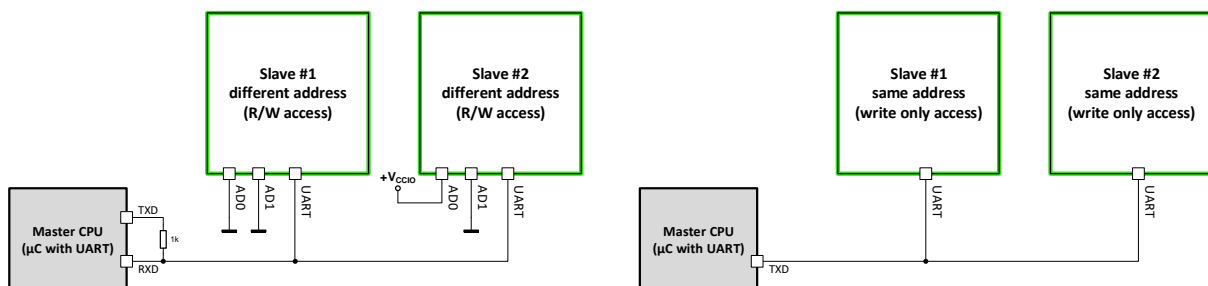 Slave #1
different address
(R/W access)
Slave #2
different address
(R/W access)
+VCCIO
AD0
AD1
UART
AD0
AD1
UART
Master CPU
(µC with UART)
TXD
1k
RXD
Slave #1
same address
(write only access)
Slave #2
same address
(write only access)
UART
UART
Master CPU
(µC with UART)
TXD